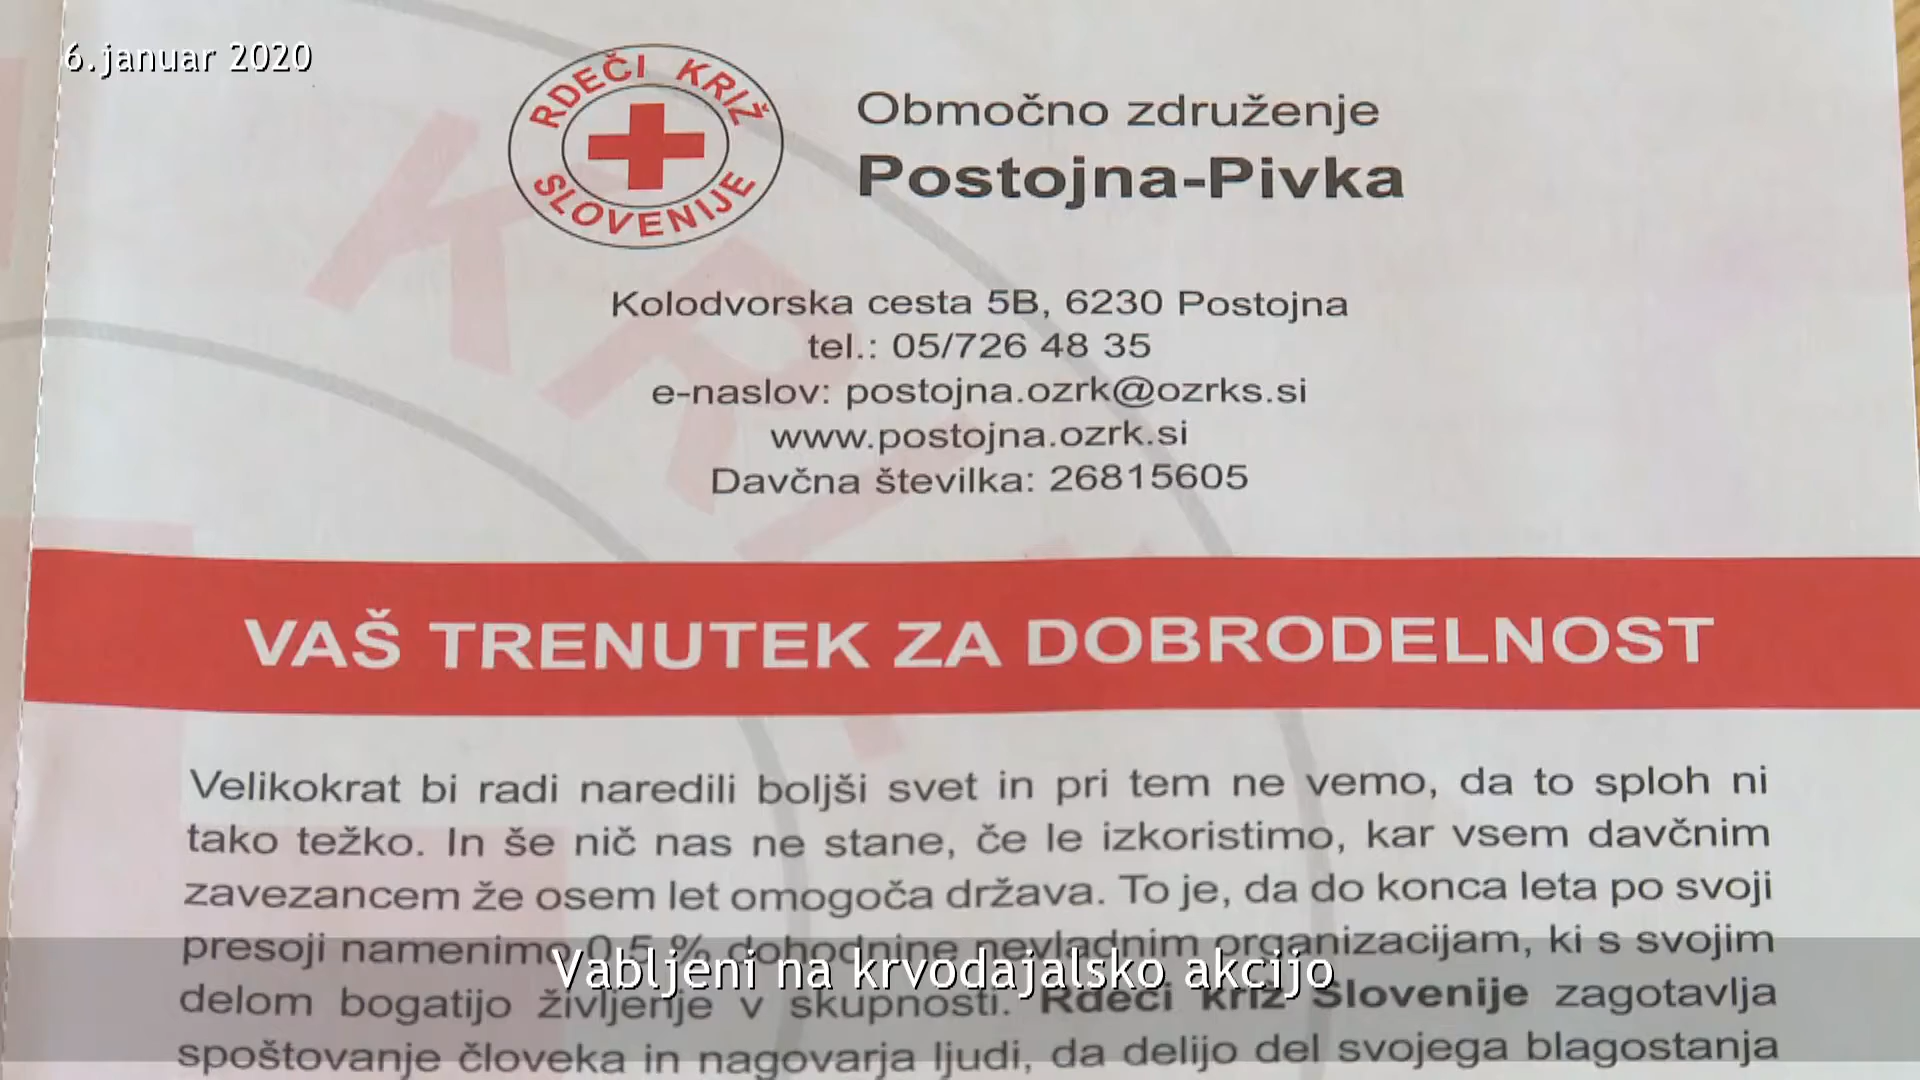 6.januar 2020
RDEČI KRIŽ
SLOVENIJE
Območno združenje
Postojna-Pivka
Kolodvorska cesta 5B, 6230 Postojna
tel.: 05/726 48 35
e-naslov: postojna.ozrk@ozrks.si
www.postojna.ozrk.si
Davčna številka: 26815605
VAŠ TRENUTEK ZA DOBRODELNOST
Velikokrat bi radi naredili boljši svet in pri tem ne vemo, da to sploh ni
tako težko. In še nič nas ne stane, če le izkoristimo, kar vsem davčnim
zavezancem že osem let omogoča država. To je, da do konca leta po svoji
presoji namenimo 0,5 % dohodnine nevladnim organizacijam, ki s svojim
Vabljeni na krvodajalsko akcijo
delom bogatijo življenje v skupnosti. Rdeči križ Slovenije zagotavlja
spoštovanje človeka in nagovarja ljudi, da delijo del svojega blagostanja